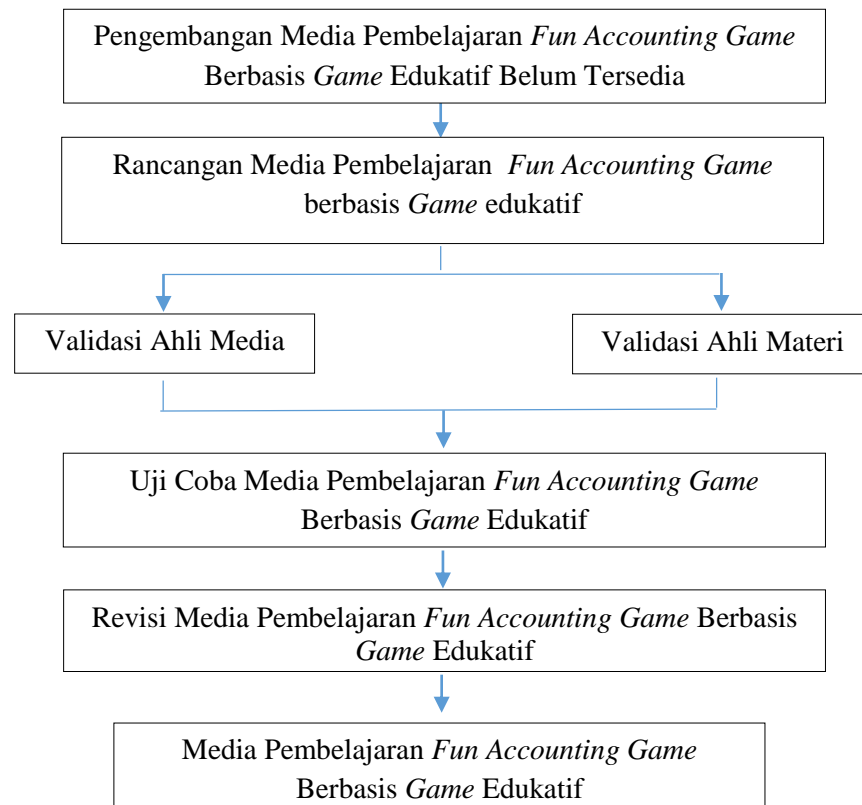 Pengembangan Media Pembelajaran Fun Accounting Game
Berbasis Game Edukatif Belum Tersedia
Rancangan Media Pembelajaran Fun Accounting Game
berbasis Game edukatif
Validasi Ahli Media
Validasi Ahli Materi
Uji Coba Media Pembelajaran Fun Accounting Game
Berbasis Game Edukatif
Revisi Media Pembelajaran Fun Accounting Game Berbasis
Game Edukatif
Media Pembelajaran Fun Accounting Game
Berbasis Game Edukatif